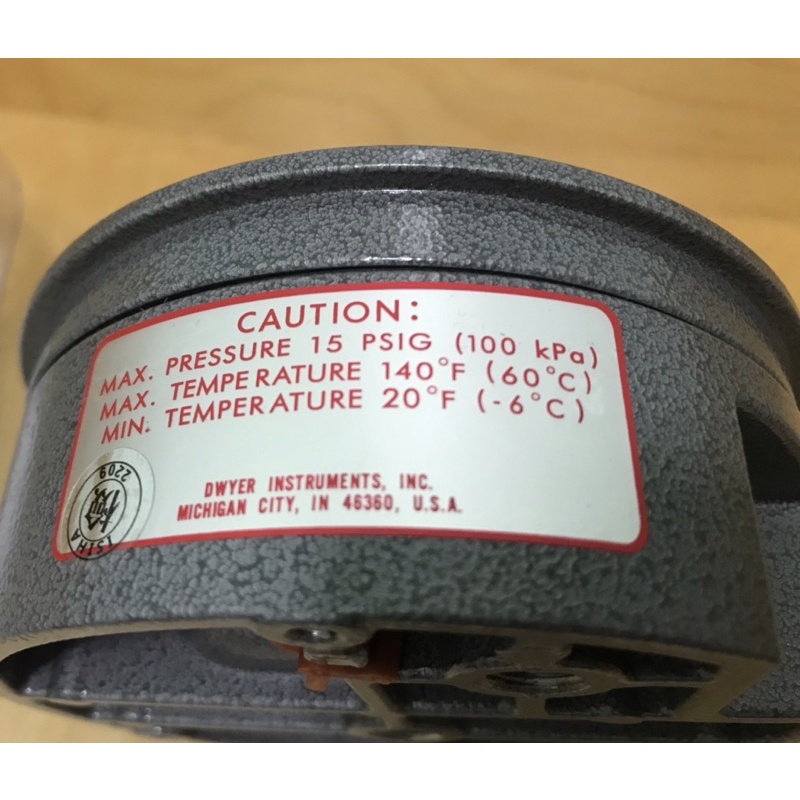 CAUTION:
MAX. PRESSURE 15 PSIG (100 kPa)
MAX. TEMPERATURE 140°F (60°C)
MIN. TEMPERATURE 20°F (-6°C)
DWYER INSTRUMENTS, INC.
MICHIGAN CITY, IN 46360, U.S.A.
2209